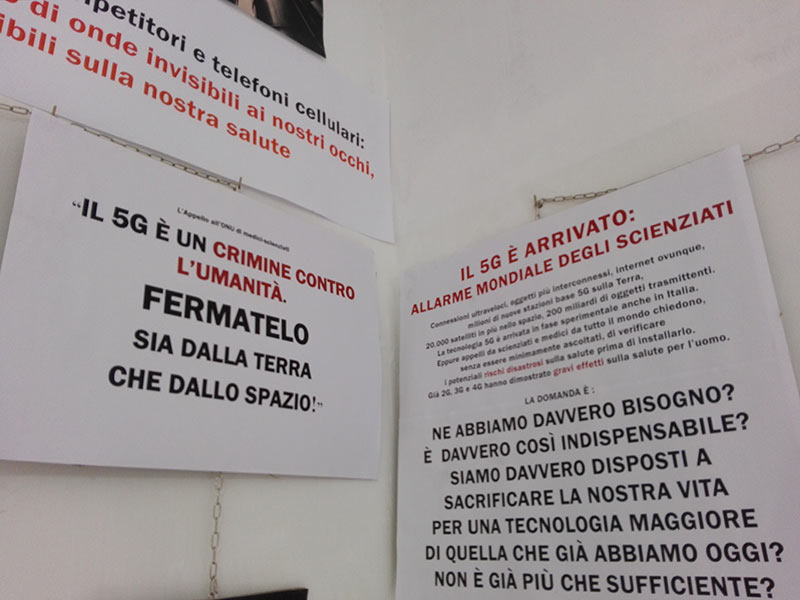 petitori e telefoni cellulari:
di onde invisibili ai nostri occhi,
ibili sulla nostra salute
L'Appello all'ONU di medici-scienziati
“IL 5G È UN CRIMINE CONTRO
L'UMANITÀ.
FERMATELO
SIA DALLA TERRA
CHE DALLO SPAZIO!”
IL 5G È ARRIVATO:
ALLARME MONDIALE DEGLI SCIENZIATI
Connessioni ultraveloci, oggetti più interconnessi, internet ovunque,
milioni di nuove stazioni base 5G sulla Terra,
20.000 satelliti in più nello spazio, 200 miliardi di oggetti trasmittenti.
La tecnologia 5G è arrivata in fase sperimentale anche in Italia.
Eppure appelli da scienziati e medici da tutto il mondo chiedono,
senza essere minimamente ascoltati, di verificare
i potenziali rischi disastrosi sulla salute prima di installarlo.
Già 2G, 3G e 4G hanno dimostrato gravi effetti sulla salute per l'uomo.
LA DOMANDA È :
NE ABBIAMO DAVVERO BISOGNO?
È DAVVERO COSÌ INDISPENSABILE?
SIAMO DAVVERO DISPOSTI A
SACRIFICARE LA NOSTRA VITA
PER UNA TECNOLOGIA MAGGIORE
DI QUELLA CHE GIÀ ABBIAMO OGGI?
NON È GIÀ PIÙ CHE SUFFICIENTE?